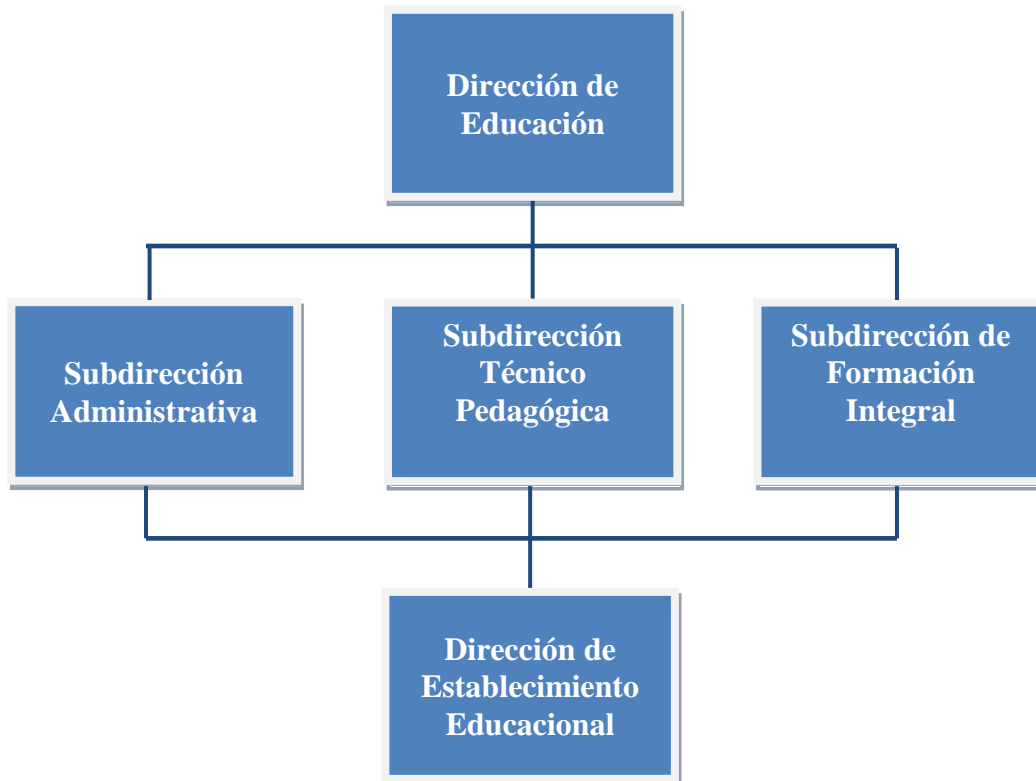 Dirección de
Educación
Subdirección
Administrativa
Subdirección
Técnico
Pedagógica
Subdirección de
Formación
Integral
Dirección de
Establecimiento
Educacional